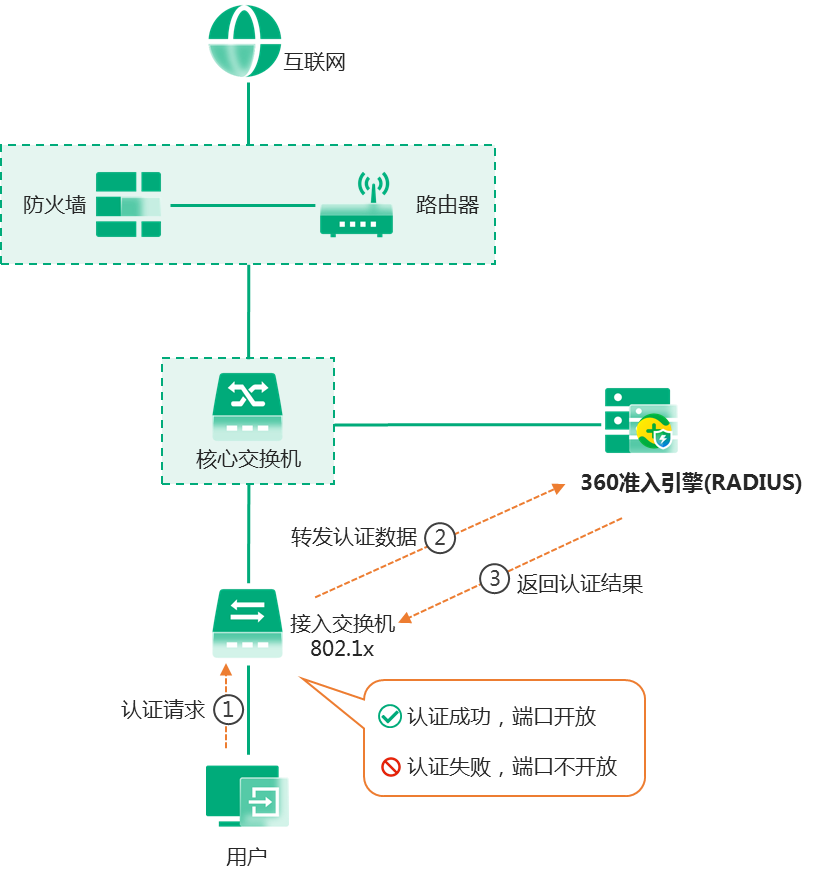 互联网
防火墙
路由器
核心交换机
360准入引擎(RADIUS)
转发认证数据 2
3 返回认证结果
接入交换机
802.1x
认证请求 1
认证成功，端口开放
认证失败，端口不开放
用户